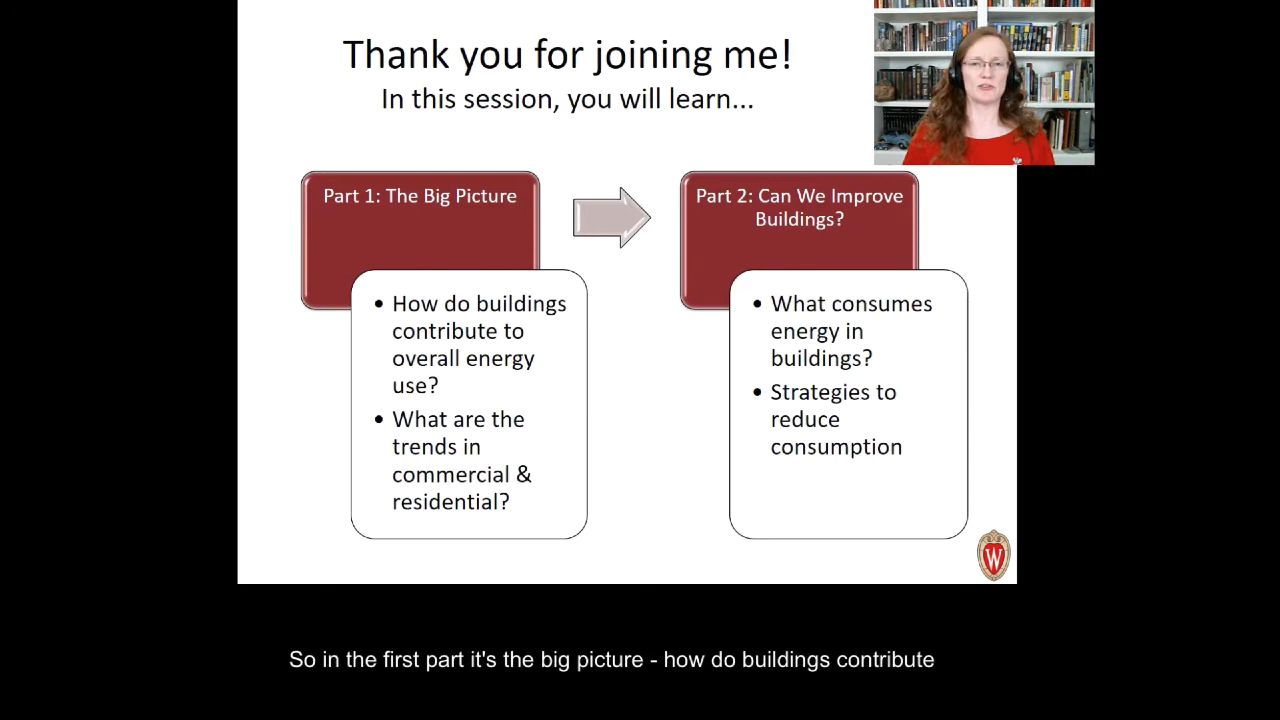 Thank you for joining me!
In this session, you will learn...
Part 1: The Big Picture
• How do buildings
contribute to
overall energy
use?
• What are the
trends in
commercial &
residential?
Part 2: Can We Improve
Buildings?
• What consumes
energy in
buildings?
• Strategies to
reduce
consumption
W
So in the first part it's the big picture - how do buildings contribute